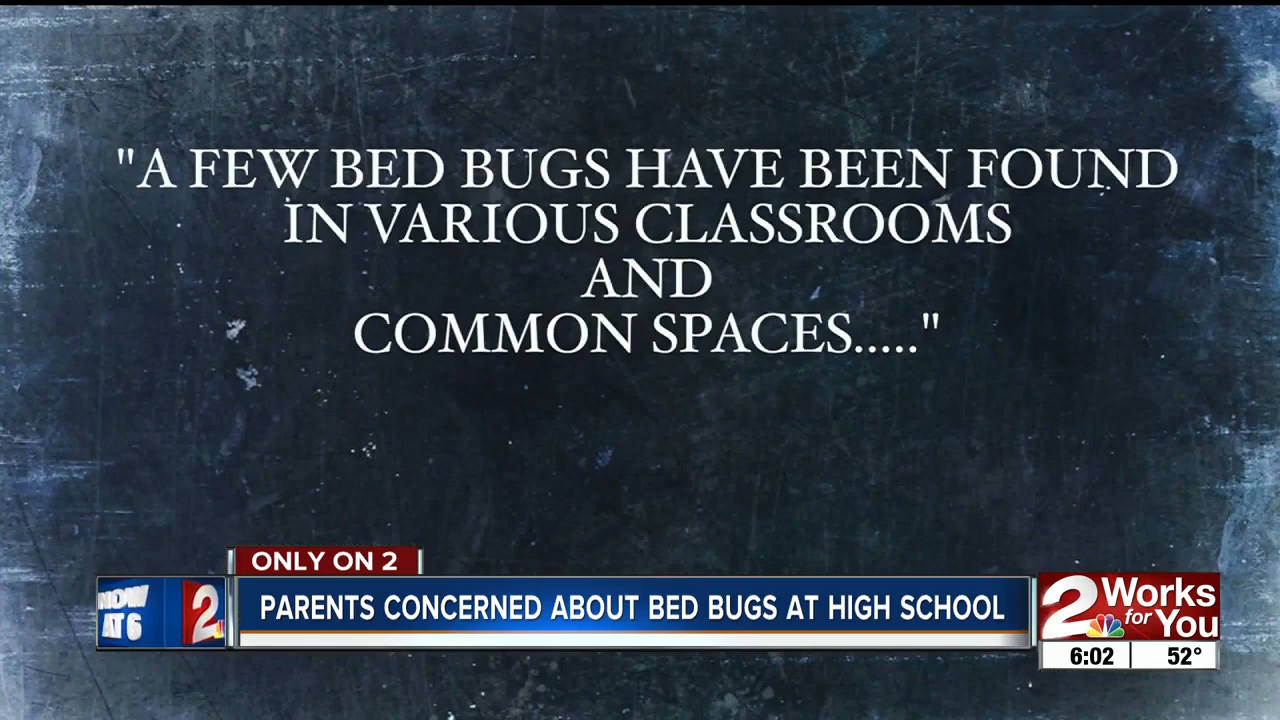 "A FEW BED BUGS HAVE BEEN FOUND
IN VARIOUS CLASSROOMS
AND
COMMON SPACES....."
ONLY ON 2
NOW
AT 6
2
PARENTS CONCERNED ABOUT BED BUGS AT HIGH SCHOOL
2 Works
for You
6:02 52°